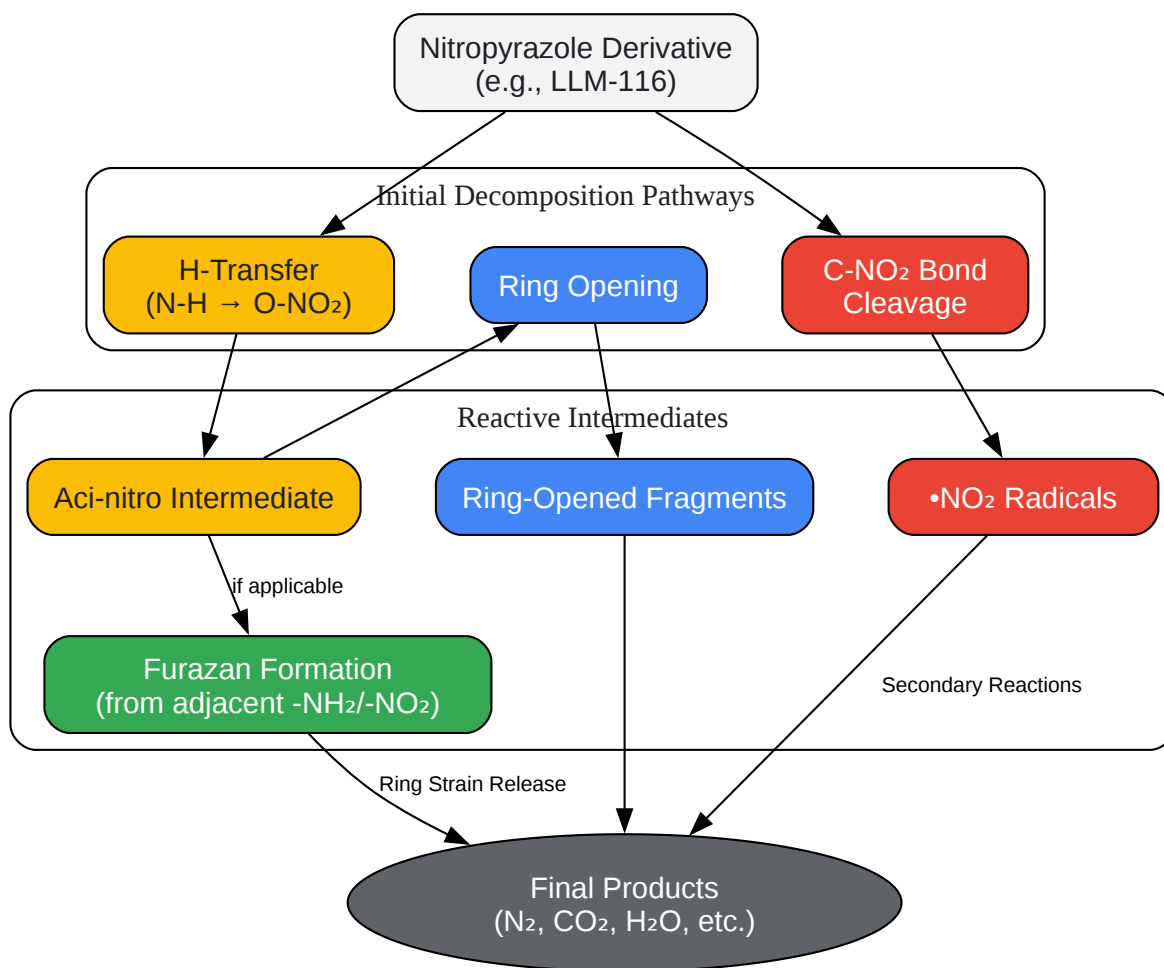 Nitropyrazole Derivative
(e.g., LLM-116)
Initial Decomposition Pathways
H-Transfer
(N-H → O-NO₂)
Ring Opening
C-NO₂ Bond
Cleavage
Reactive Intermediates
Aci-nitro Intermediate
Ring-Opened Fragments
•NO₂ Radicals
if applicable
Furazan Formation
(from adjacent -NH₂/-NO₂)
Secondary Reactions
Ring Strain Release
Final Products
(N₂, CO₂, H₂O, etc.)